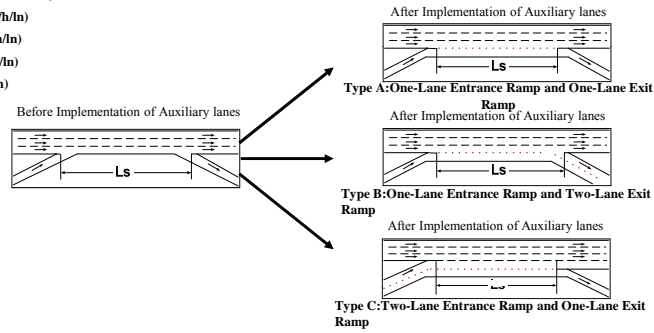 /h/ln)
/ln)
/ln)
)
Before Implementation of Auxiliary lanes
Ls
After Implementation of Auxiliary lanes
Ls
Type A:One-Lane Entrance Ramp and One-Lane Exit
Ramp
After Implementation of Auxiliary lanes
Ls
Type B:One-Lane Entrance Ramp and Two-Lane Exit
Ramp
After Implementation of Auxiliary lanes
Type C:Two-Lane Entrance Ramp and One-Lane Exit
Ramp